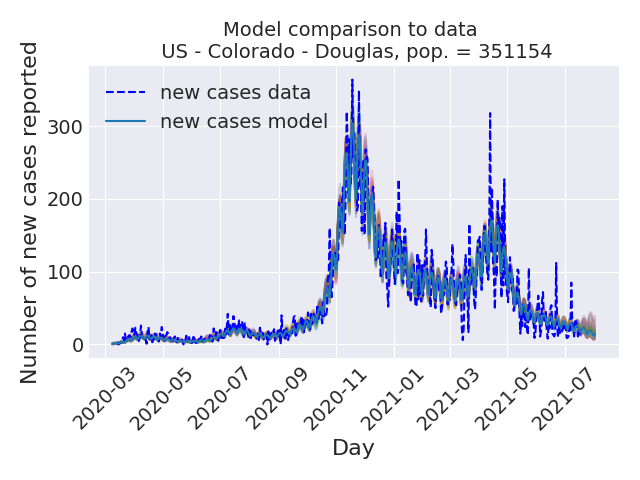 Model comparison to data
US - Colorado - Douglas, pop. = 351154
Number of new cases reported
new cases data
new cases model
300
200
100
0
2020-03
2020-05
2020-07
2020-09
2020-11
2021-01
2021-03
2021-05
2021-07
Day